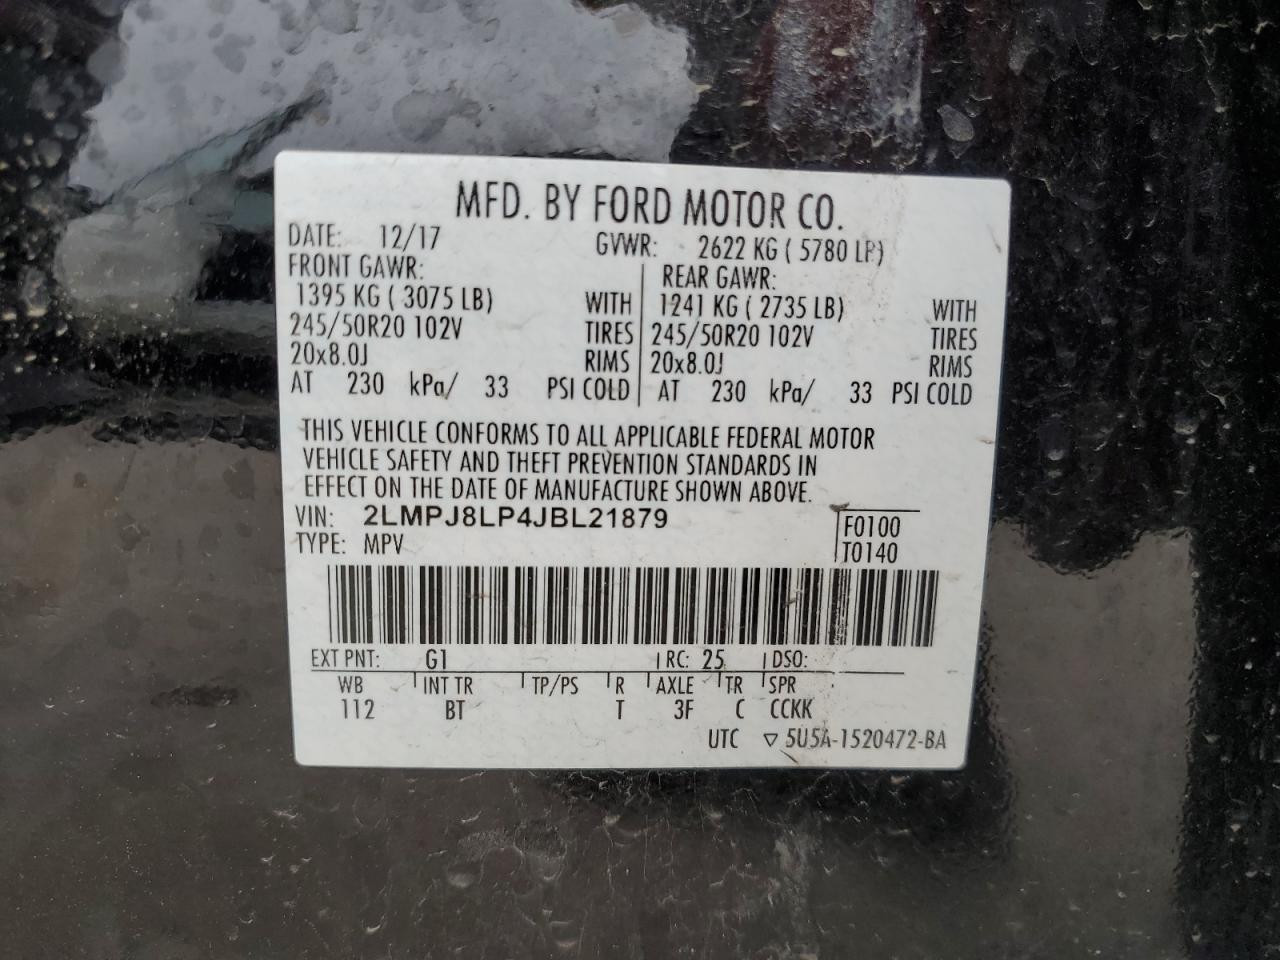 MFD. BY FORD MOTOR CO.
DATE: 12/17 GVWR: 2622 KG ( 5780 LB)
FRONT GAWR: REAR GAWR:
1395 KG ( 3075 LB) WITH 1241 KG ( 2735 LB) WITH
245/50R20 102V TIRES 245/50R20 102V TIRES
20x8.0J RIMS 20x8.0J RIMS
AT 230 kPa/ 33 PSI COLD AT 230 kPa/ 33 PSI COLD
THIS VEHICLE CONFORMS TO ALL APPLICABLE FEDERAL MOTOR
VEHICLE SAFETY AND THEFT PREVENTION STANDARDS IN
EFFECT ON THE DATE OF MANUFACTURE SHOWN ABOVE.
VIN: 2LMPJ8LP4JBL21879 F0100
TYPE: MPV T0140
EXT PNT: G1 RC: 25 DSO:
WB INT TR TP/PS R AXLE TR SPR
112 BT T 3F C CCKK
UTC ▽ 5U5A-1520472-BA